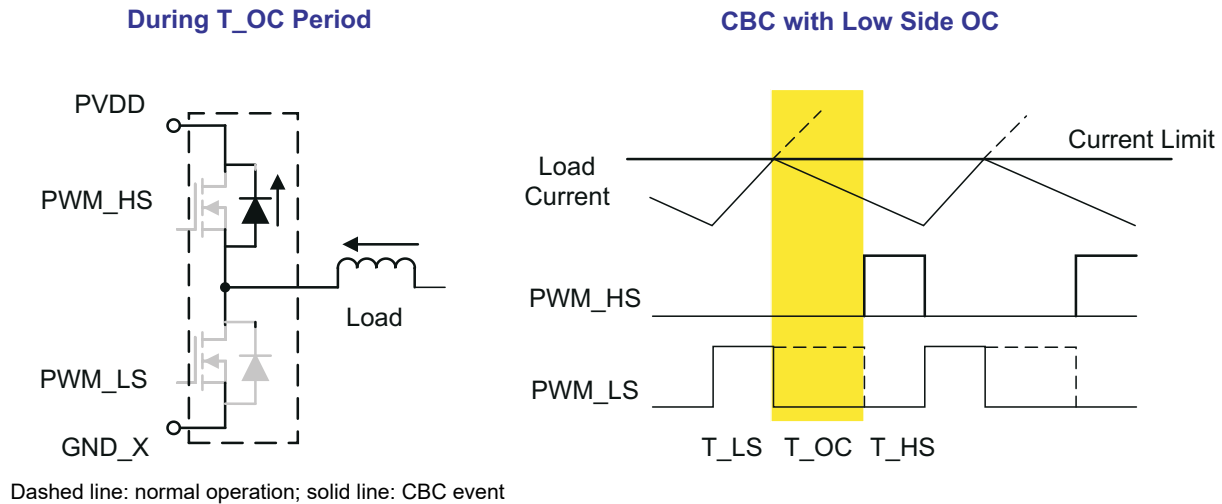 During T_OC Period
PVDD
PWM_HS
Load
PWM_LS
GND_X
CBC with Low Side OC
Current Limit
Load
Current
PWM_HS
PWM_LS
T_LS T_OC T_HS
Dashed line: normal operation; solid line: CBC event